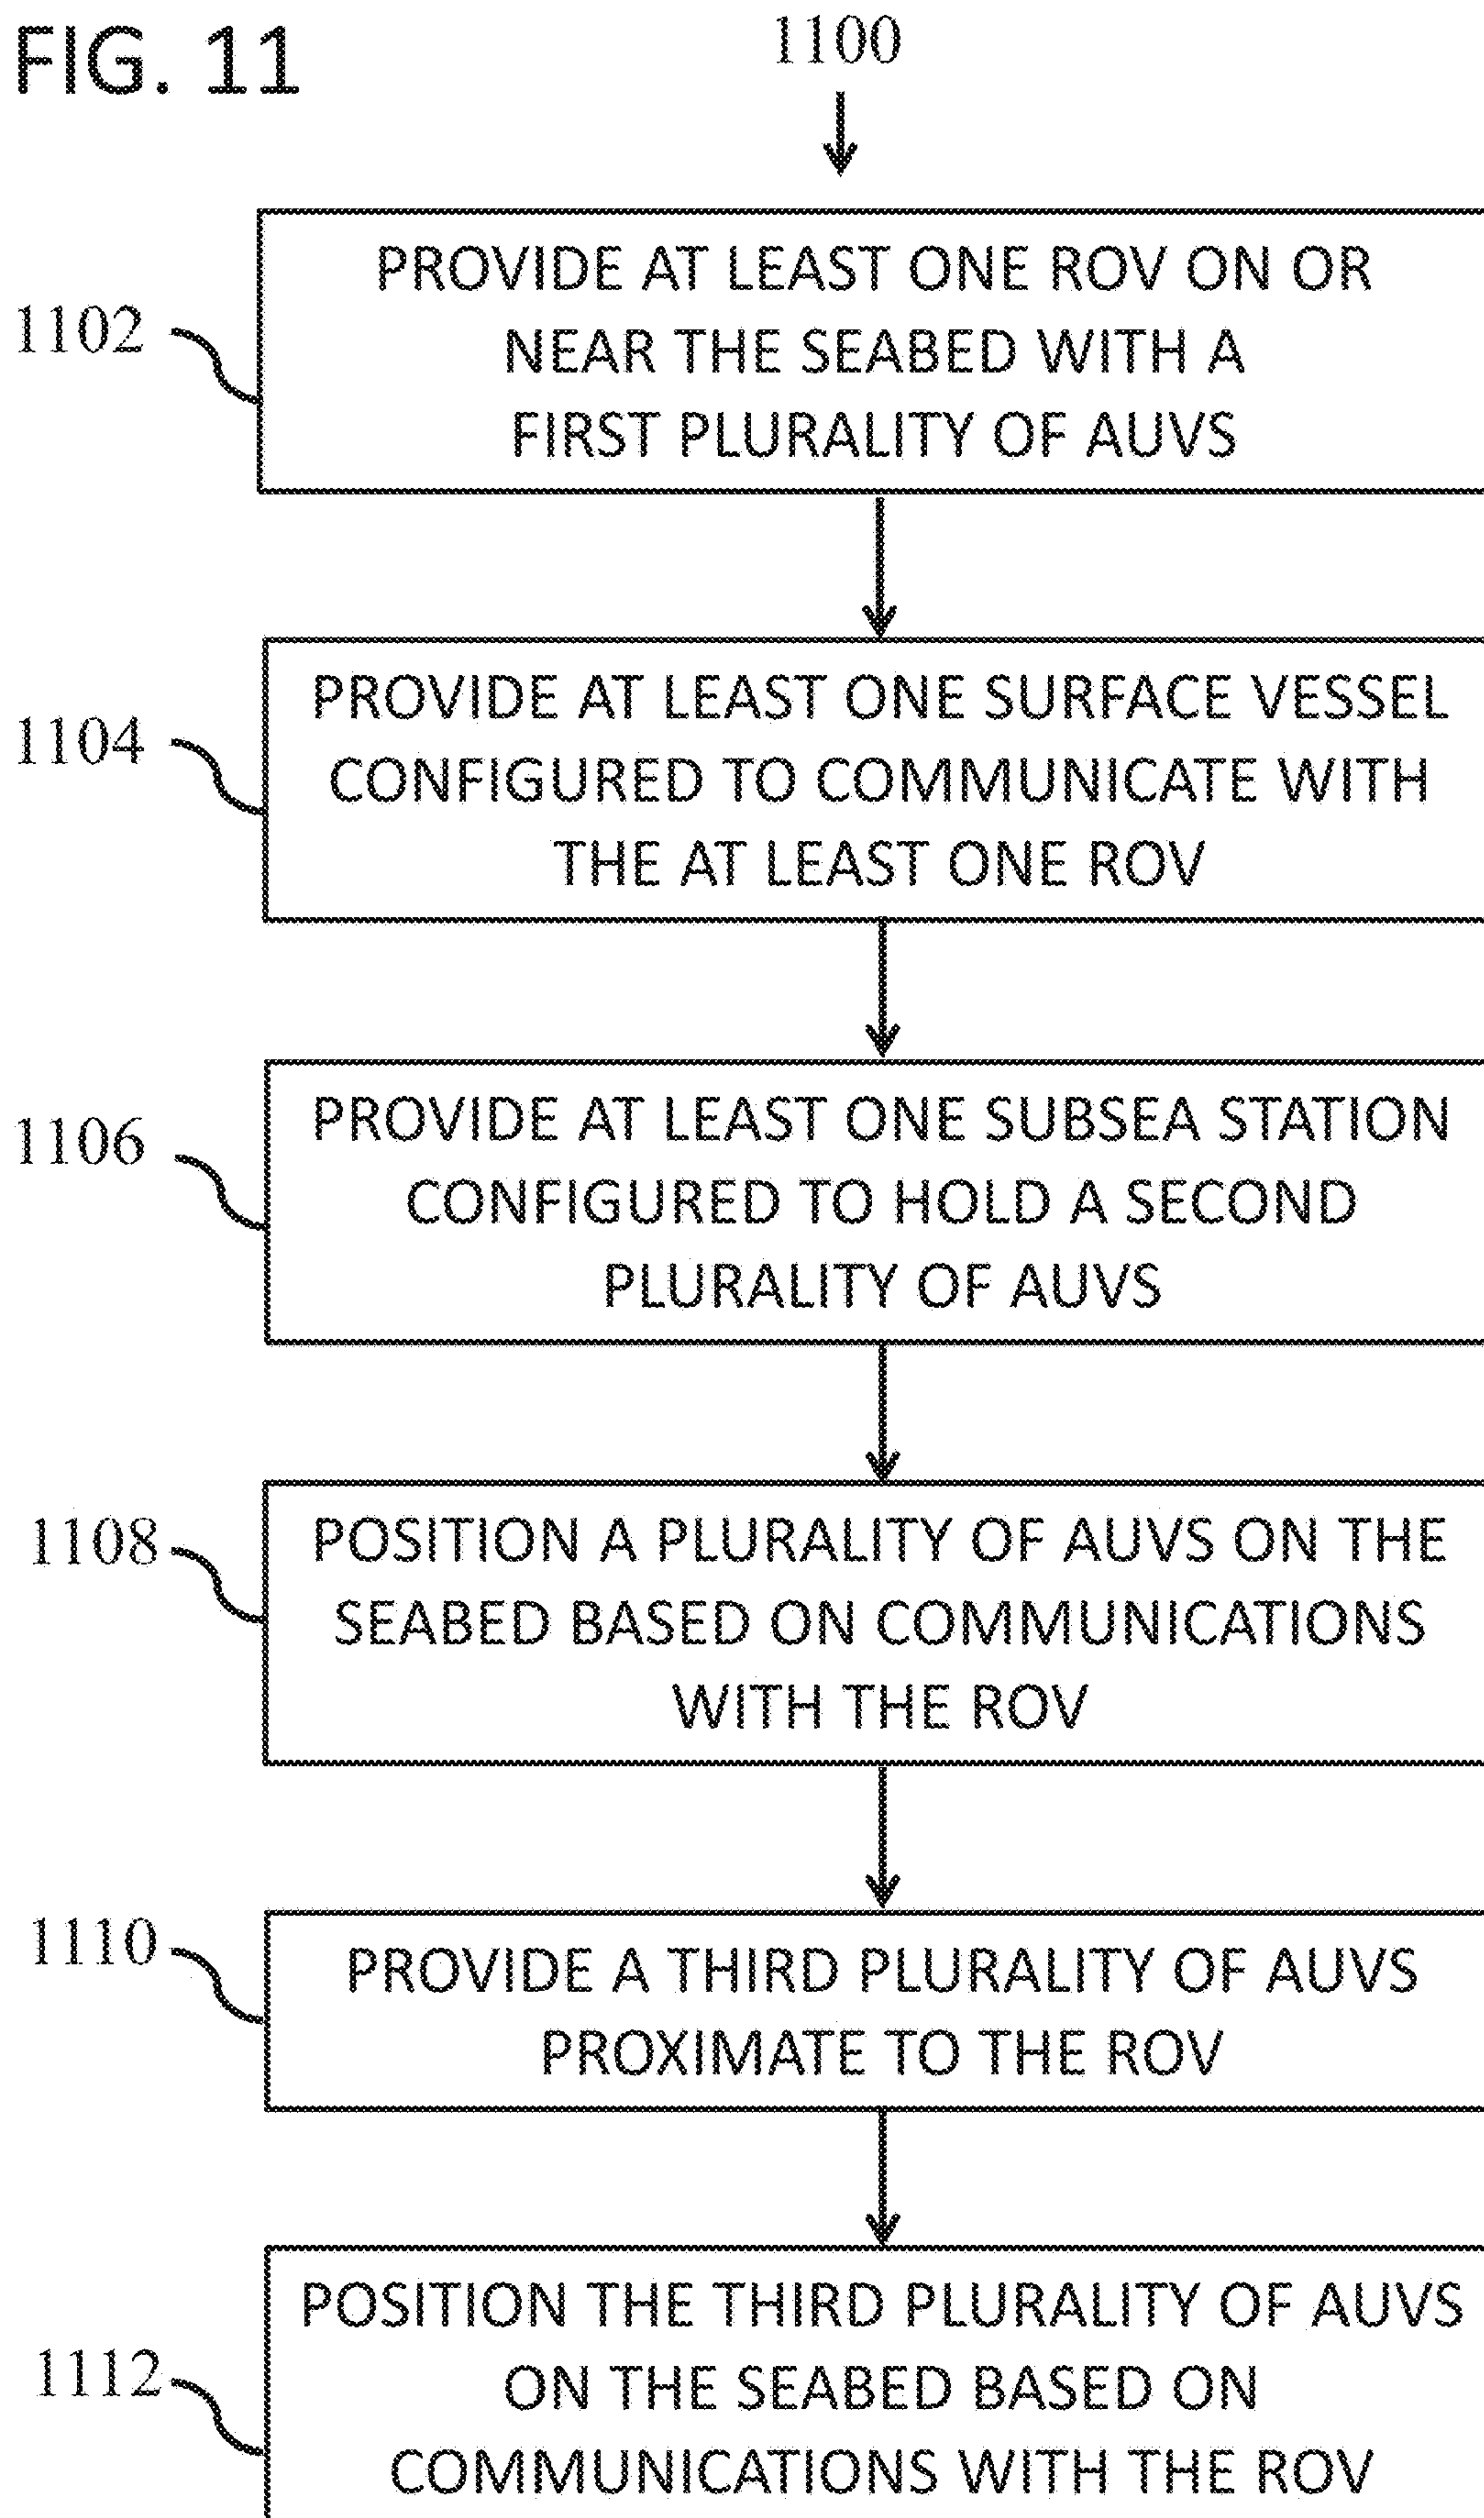 FIG. 11
1100
PROVIDE AT LEAST ONE ROV ON OR
NEAR THE SEABED WITH A
FIRST PLURALITY OF AUVS
1102
PROVIDE AT LEAST ONE SURFACE VESSEL
CONFIGURED TO COMMUNICATE WITH
THE AT LEAST ONE ROV
1104
PROVIDE AT LEAST ONE SUBSEA STATION
CONFIGURED TO HOLD A SECOND
PLURALITY OF AUVS
1106
POSITION A PLURALITY OF AUVS ON THE
SEABED BASED ON COMMUNICATIONS
WITH THE ROV
1108
PROVIDE A THIRD PLURALITY OF AUVS
PROXIMATE TO THE ROV
1110
POSITION THE THIRD PLURALITY OF AUVS
ON THE SEABED BASED ON
COMMUNICATIONS WITH THE ROV
1112